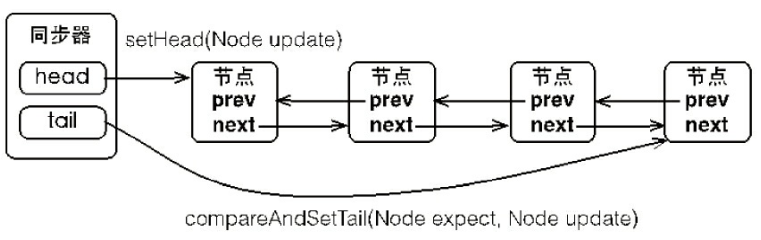 同步器
setHead(Node update)
head
tail
节点
prev
next
节点
prev
next
节点
prev
next
节点
prev
next
compareAndSetTail(Node expect, Node update)